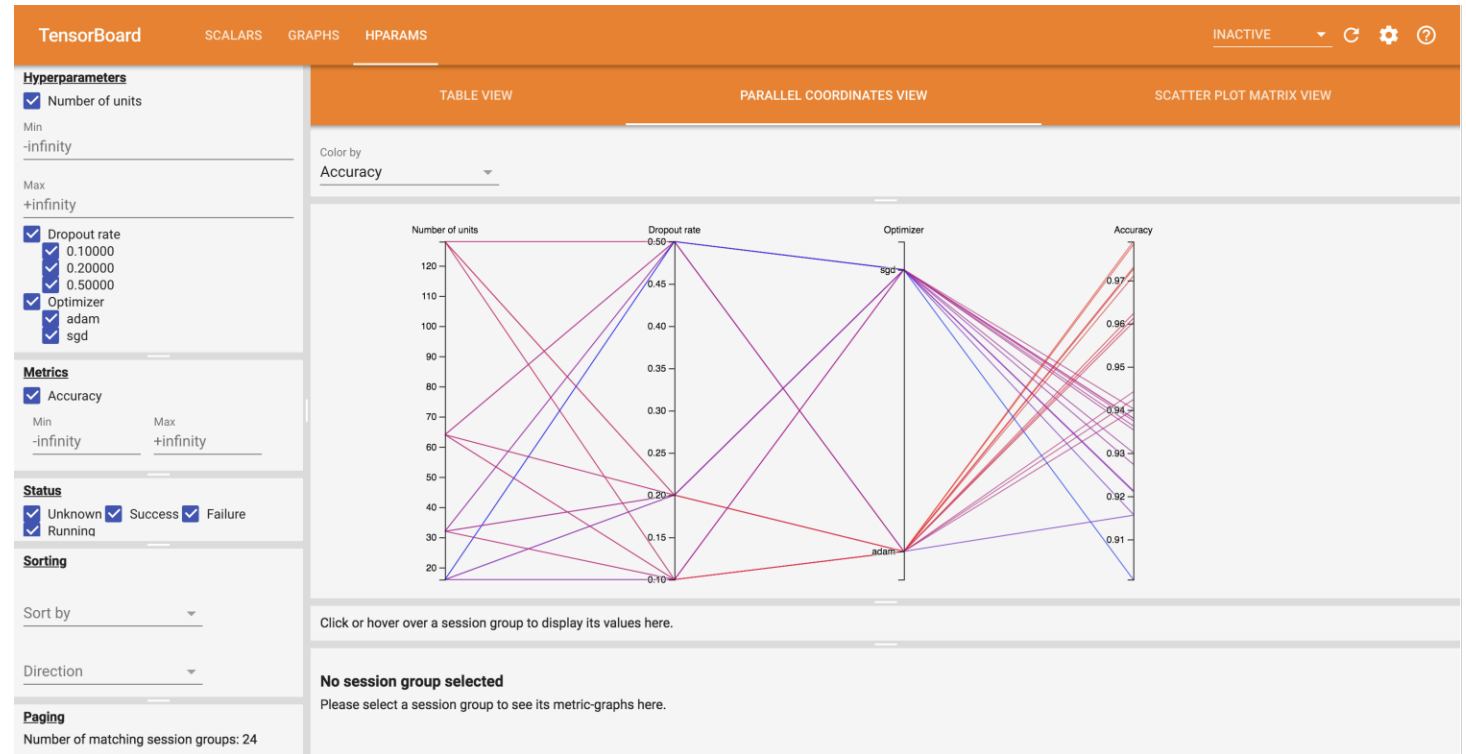 TensorBoard SCALARS GRAPHS HPARAMS INACTIVE
Hyperparameters
Number of units
Min
-infinity
Max
+infinity
Dropout rate
0.10000
0.20000
0.50000
Optimizer
adam
sgd
Metrics
Accuracy
Min Max
-infinity +infinity
Status
Unknown Success Failure
Running
Sorting
Sort by
Direction
Paging
Number of matching session groups: 24
TABLE VIEW PARALLEL COORDINATES VIEW SCATTER PLOT MATRIX VIEW
Color by
Accuracy
Number of units Dropout rate Optimizer Accuracy
120
110
100
90
80
70
60
50
40
30
20
0.50
0.45
0.40
0.35
0.30
0.25
0.20
0.15
0.10
sgd
adam
0.97
0.96
0.95
0.94
0.93
0.92
0.91
Click or hover over a session group to display its values here.
No session group selected
Please select a session group to see its metric-graphs here.